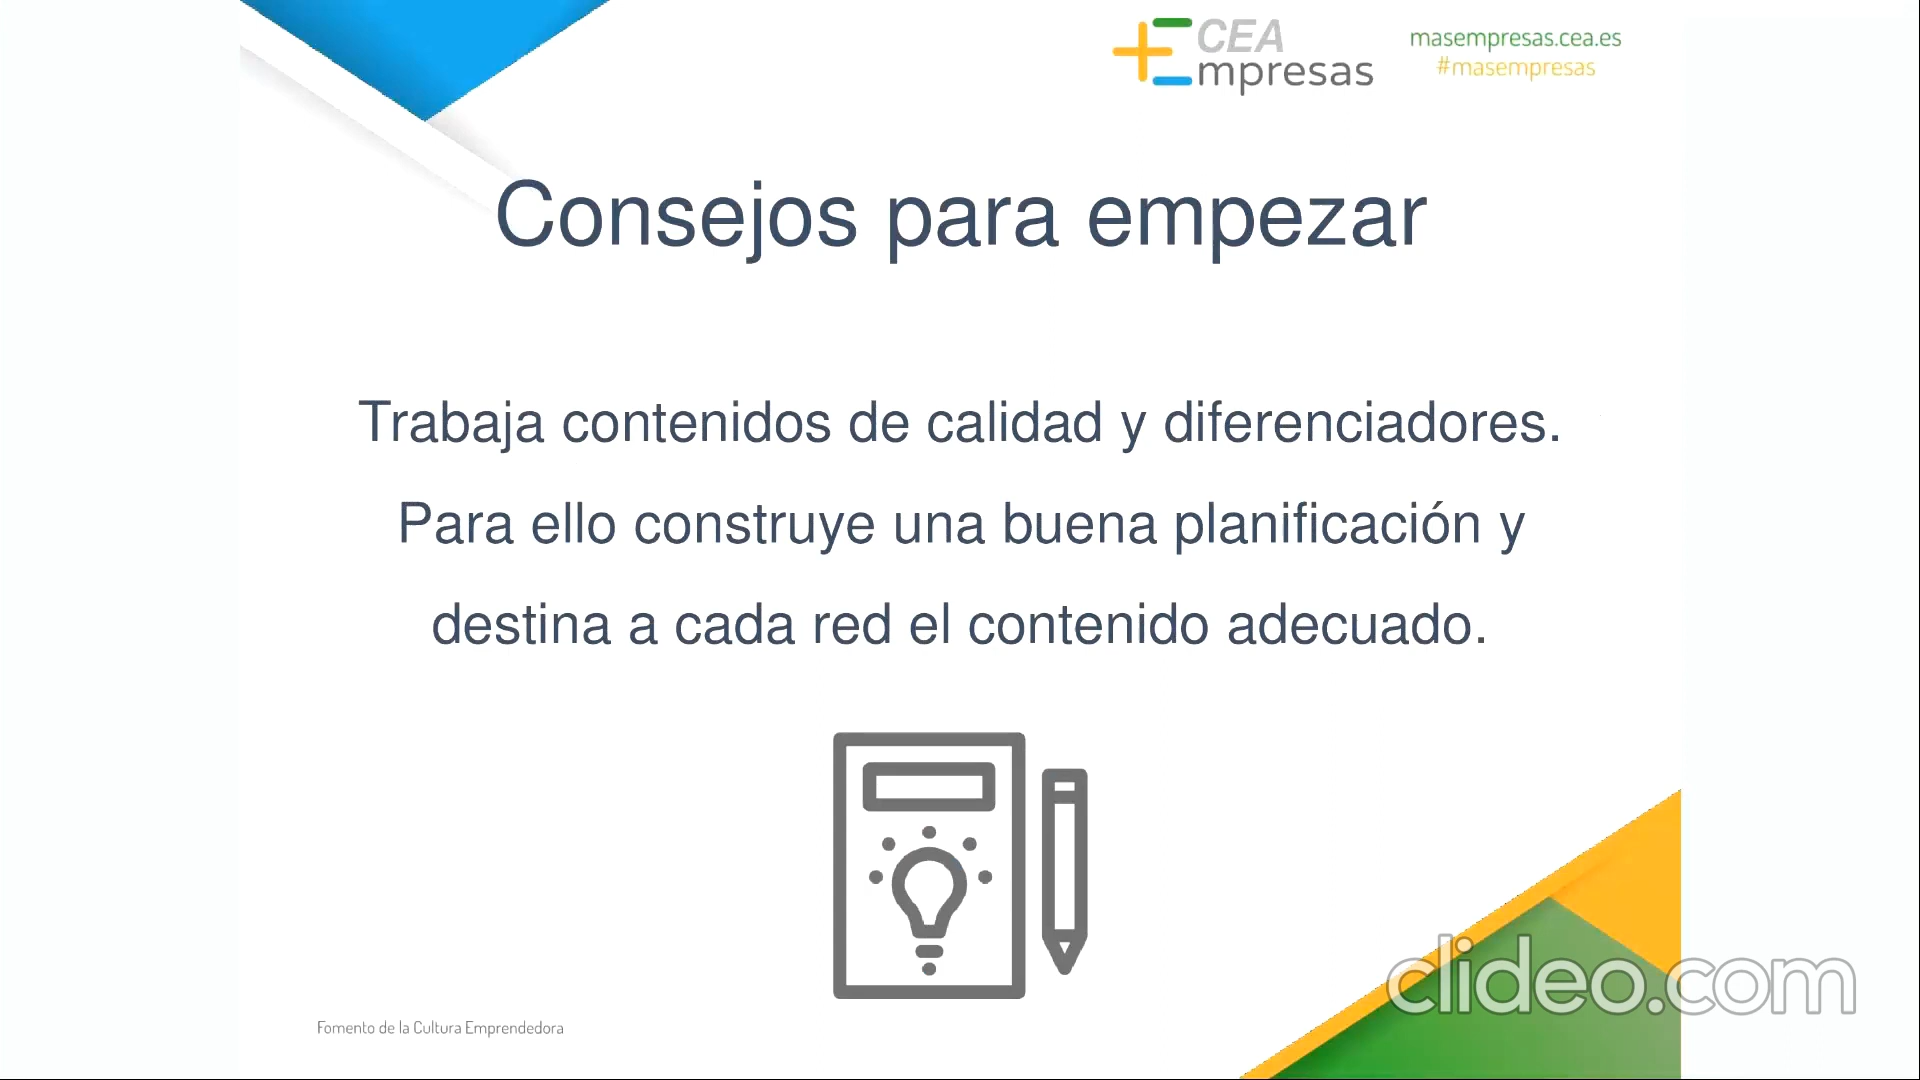 CEA
Empresas
masempresas.cea.es
#masempresas
Consejos para empezar
Trabaja contenidos de calidad y diferenciadores.
Para ello construye una buena planificación y
destina a cada red el contenido adecuado.
clideo.com
Fomento de la Cultura Emprendedora